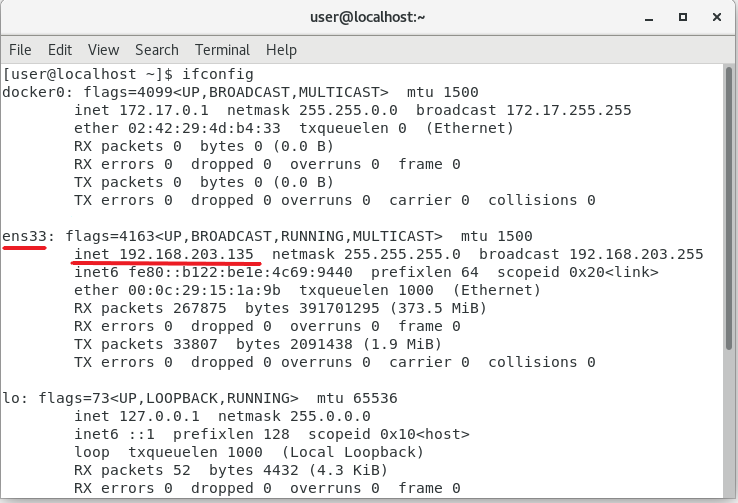 user@localhost:~
File Edit View Search Terminal Help
[user@localhost ~]$ ifconfig
docker0: flags=4099<UP,BROADCAST,MULTICAST>  mtu 1500
        inet 172.17.0.1  netmask 255.255.0.0  broadcast 172.17.255.255
        ether 02:42:29:4d:b4:33  txqueuelen 0  (Ethernet)
        RX packets 0  bytes 0 (0.0 B)
        RX errors 0  dropped 0  overruns 0  frame 0
        TX packets 0  bytes 0 (0.0 B)
        TX errors 0  dropped 0 overruns 0  carrier 0  collisions 0
ens33: flags=4163<UP,BROADCAST,RUNNING,MULTICAST>  mtu 1500
        inet 192.168.203.135  netmask 255.255.255.0  broadcast 192.168.203.255
        inet6 fe80::b122:be1e:4c69:9440  prefixlen 64  scopeid 0x20<link>
        ether 00:0c:29:15:1a:9b  txqueuelen 1000  (Ethernet)
        RX packets 267875  bytes 391701295 (373.5 MiB)
        RX errors 0  dropped 0  overruns 0  frame 0
        TX packets 33807  bytes 2091438 (1.9 MiB)
        TX errors 0  dropped 0 overruns 0  carrier 0  collisions 0
lo: flags=73<UP,LOOPBACK,RUNNING>  mtu 65536
        inet 127.0.0.1  netmask 255.0.0.0
        inet6 ::1  prefixlen 128  scopeid 0x10<host>
        loop  txqueuelen 1000  (Local Loopback)
        RX packets 52  bytes 4432 (4.3 KiB)
        RX errors 0  dropped 0  overruns 0  frame 0